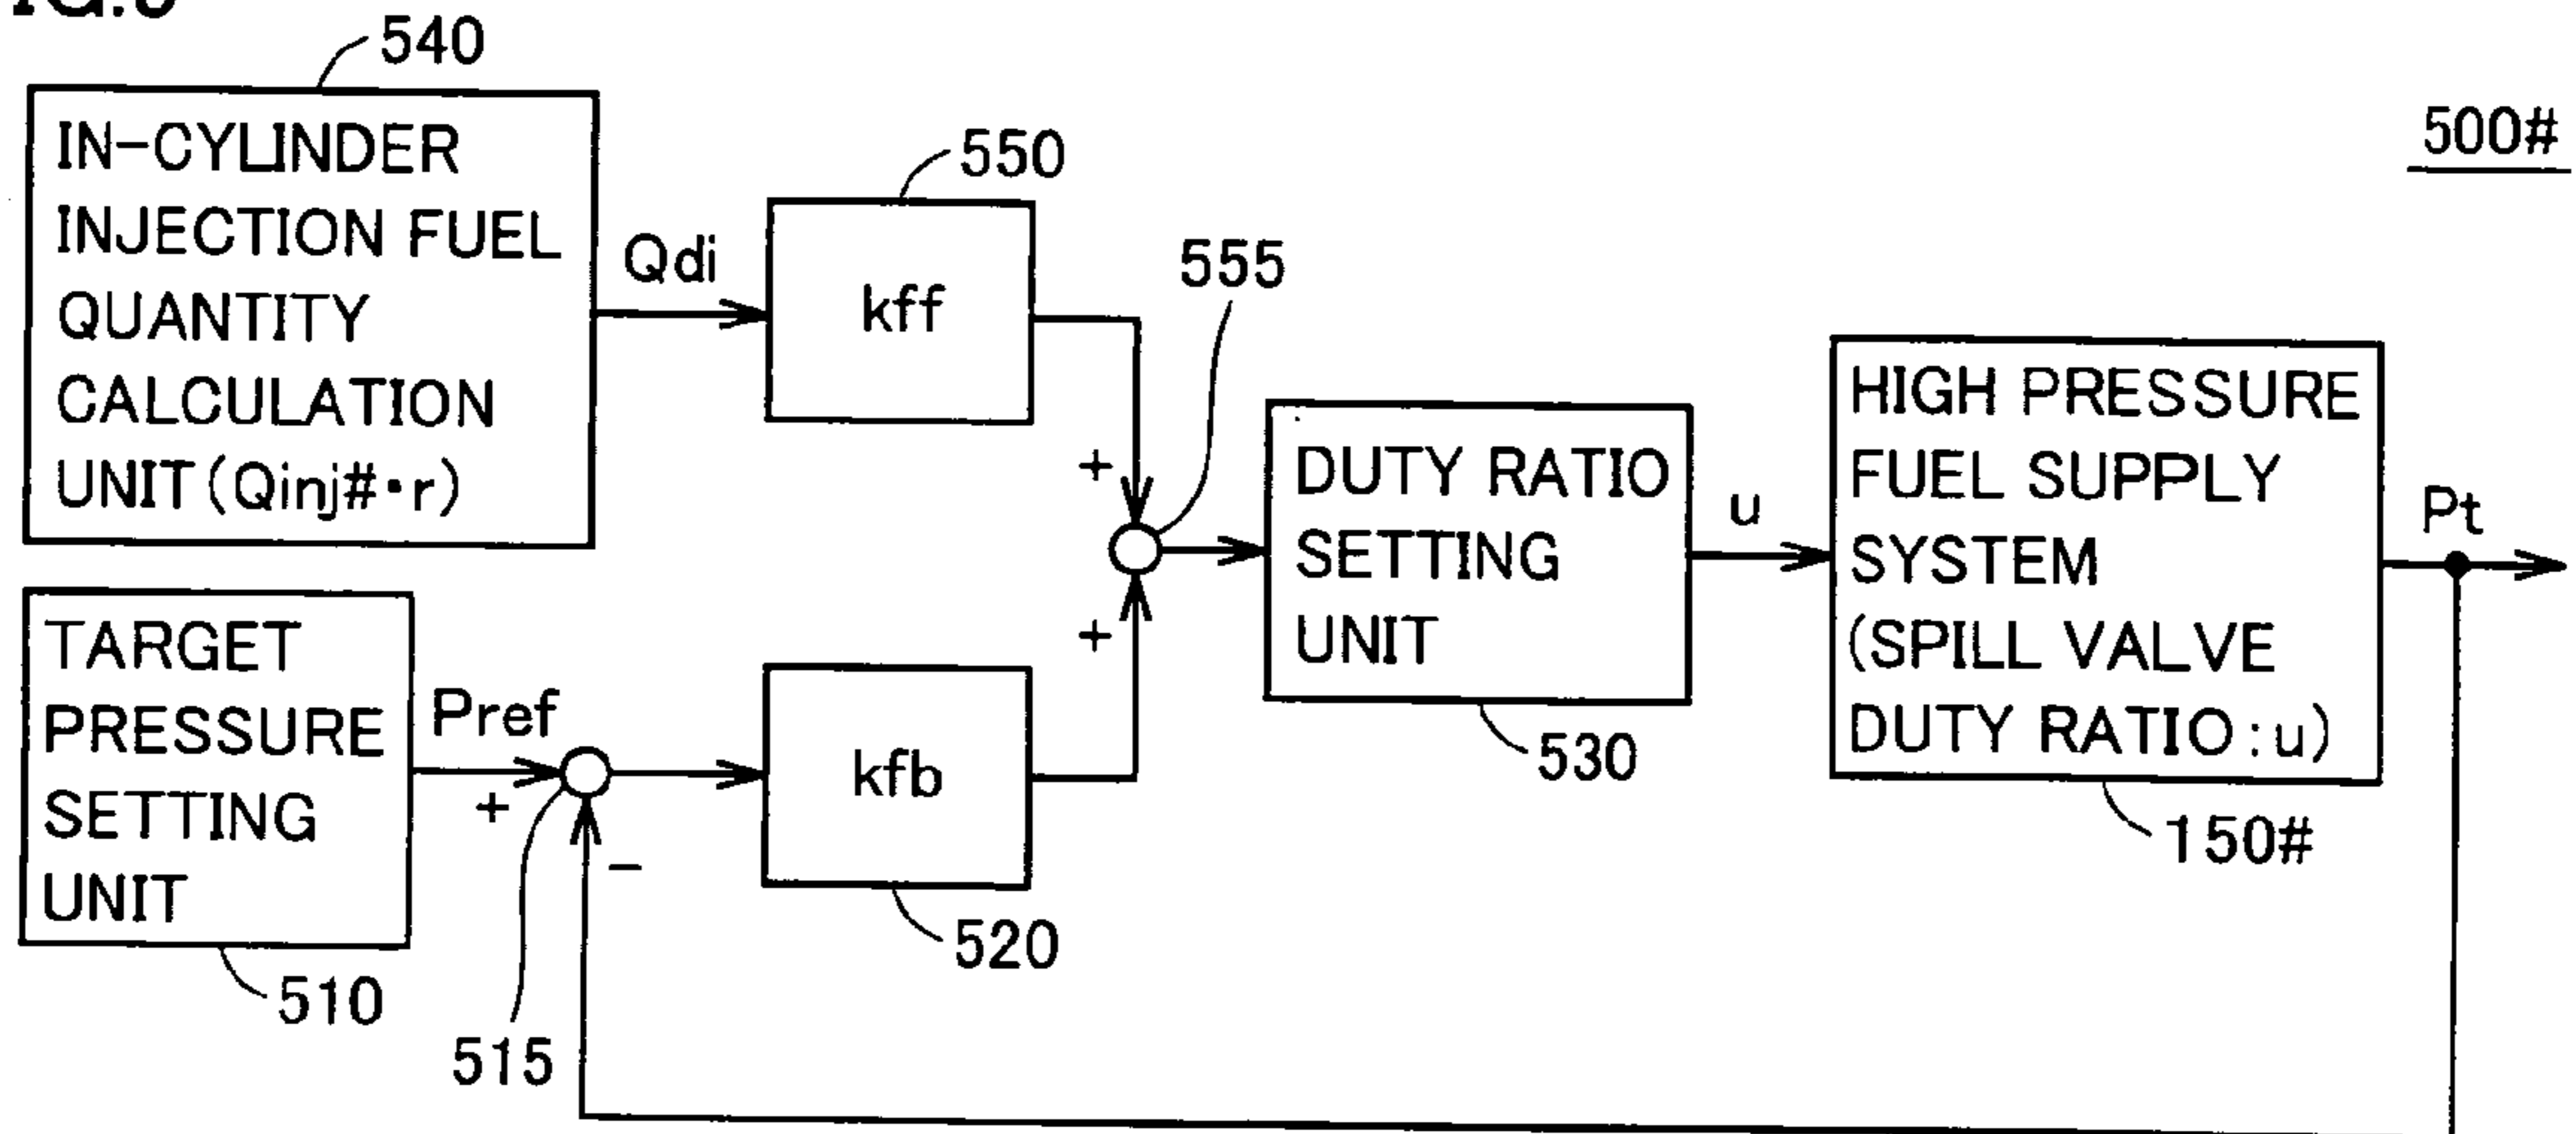 540
IN-CYLINDER
INJECTION FUEL
QUANTITY
CALCULATION
UNIT(Qinj#·r)
Qdi
550
kff
555
500#
+
+
DUTY RATIO
SETTING
UNIT
530
u
HIGH PRESSURE
FUEL SUPPLY
SYSTEM
(SPILL VALVE
DUTY RATIO:u)
150#
Pt
TARGET
PRESSURE
SETTING
UNIT
510
Pref
+
-
515
kfb
520